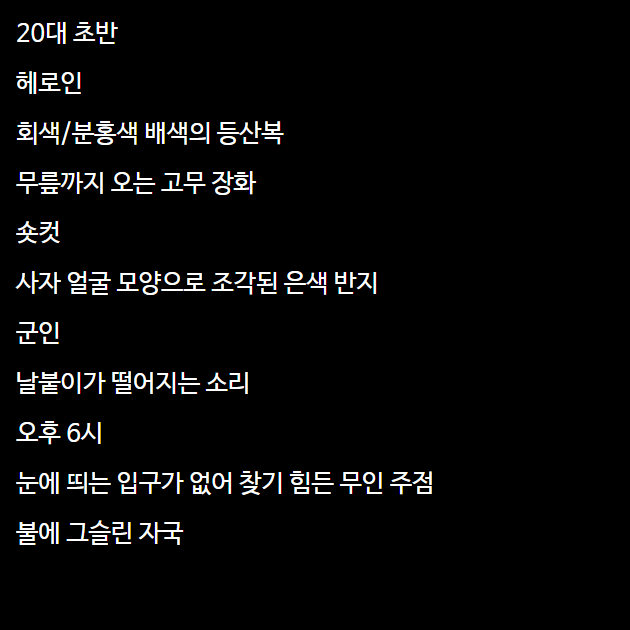 20대 초반
헤로인
회색/분홍색 배색의 등산복
무릎까지 오는 고무 장화
숏컷
사자 얼굴 모양으로 조각된 은색 반지
군인
날붙이가 떨어지는 소리
오후 6시
눈에 띄는 입구가 없어 찾기 힘든 무인 주점
불에 그슬린 자국